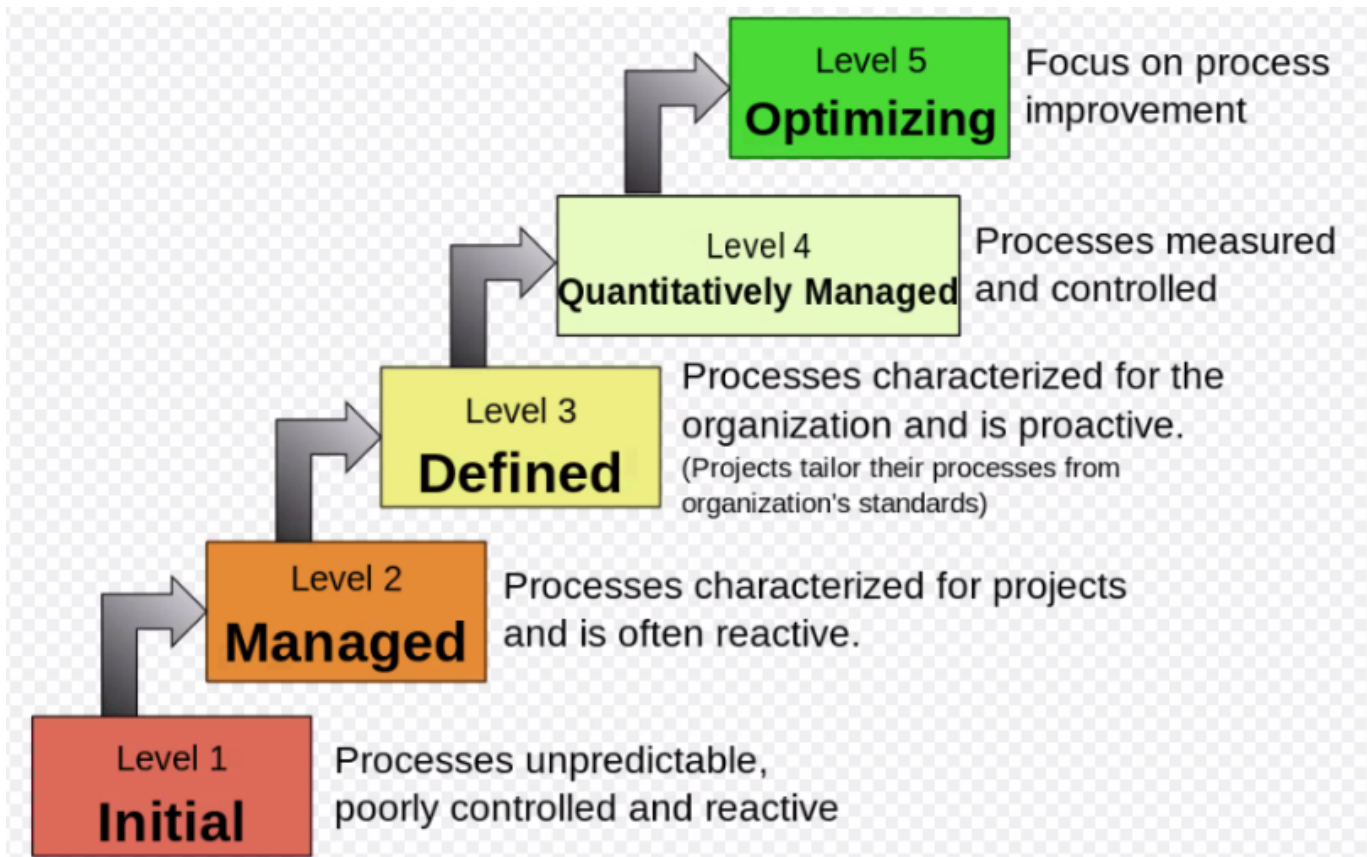 Level 5
Optimizing
Focus on process
improvement
Level 4
Quantitatively Managed
Processes measured
and controlled
Level 3
Defined
Processes characterized for the
organization and is proactive.
(Projects tailor their processes from
organization's standards)
Level 2
Managed
Processes characterized for projects
and is often reactive.
Level 1
Initial
Processes unpredictable,
poorly controlled and reactive